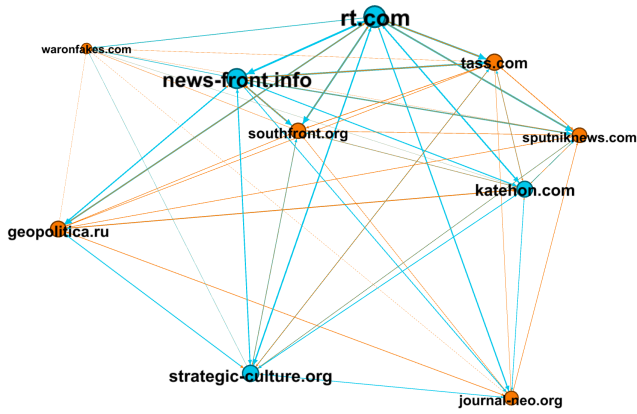 rt.com
waronfakes.com
tass.com
news-front.info
southfront.org
sputniknews.com
katehon.com
geopolitica.ru
strategic-culture.org
journal-neo.org